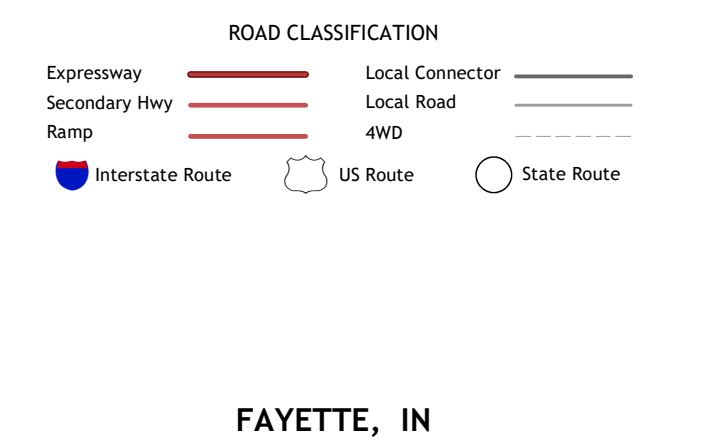 ROAD CLASSIFICATION
Expressway
Local Connector
Secondary Hwy
Local Road
Ramp
4WD
Interstate Route
US Route
State Route
FAYETTE, IN